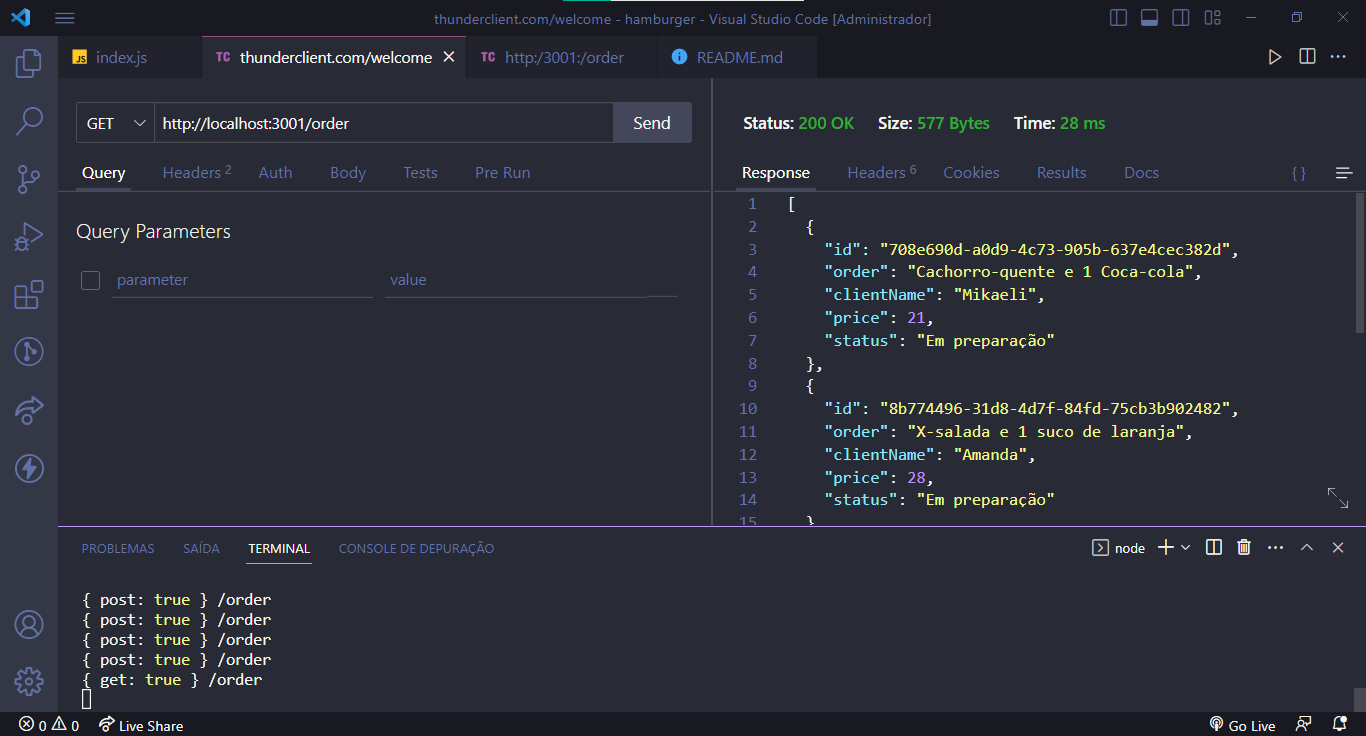 thunderclient.com/welcome - hamburger - Visual Studio Code [Administrador]
JS index.js
TC thunderclient.com/welcome
TC http:/3001:/order
README.md
GET http://localhost:3001/order Send
Query Headers 2 Auth Body Tests Pre Run
Query Parameters
parameter value
Status: 200 OK Size: 577 Bytes Time: 28 ms
Response Headers 6 Cookies Results Docs {}
1 [
2 {
3 "id": "708e690d-a0d9-4c73-905b-637e4cec382d",
4 "order": "Cachorro-quente e 1 Coca-cola",
5 "clientName": "Mikaeli",
6 "price": 21,
7 "status": "Em preparação"
8 },
9 {
10 "id": "8b774496-31d8-4d7f-84fd-75cb3b902482",
11 "order": "X-salada e 1 suco de laranja",
12 "clientName": "Amanda",
13 "price": 28,
14 "status": "Em preparação"
15 }
PROBLEMAS SAÍDA TERMINAL CONSOLE DE DEPURAÇÃO
node
{ post: true } /order
{ post: true } /order
{ post: true } /order
{ post: true } /order
{ get: true } /order
0 0 Live Share
Go Live